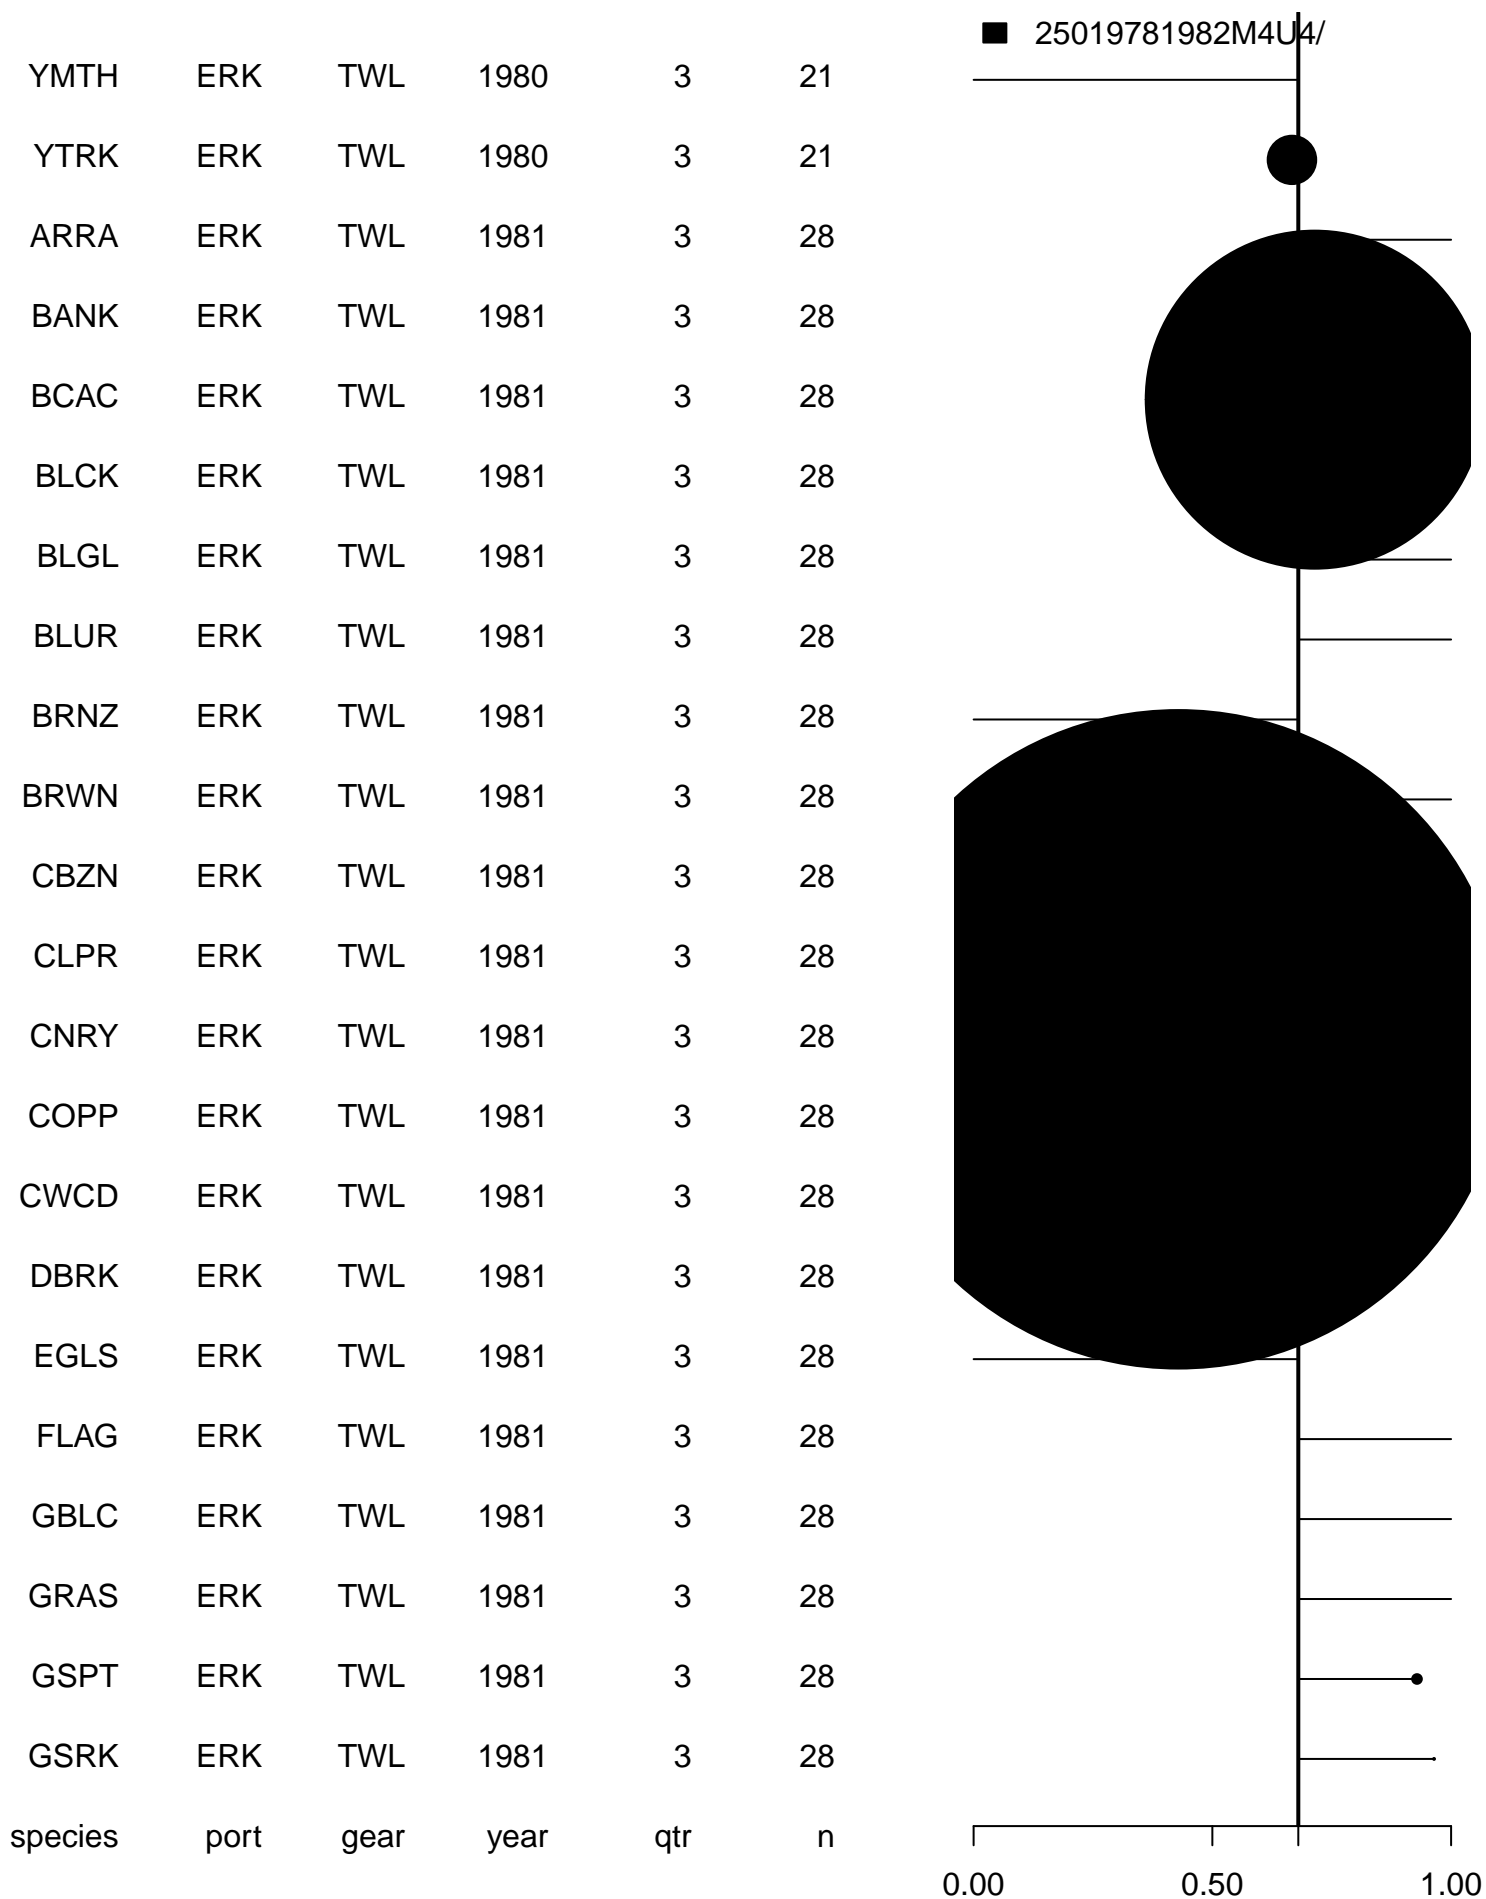 25019781982M4U4/
YMTH ERK TWL 1980 3 21
YTRK ERK TWL 1980 3 21
ARRA ERK TWL 1981 3 28
BANK ERK TWL 1981 3 28
BCAC ERK TWL 1981 3 28
BLCK ERK TWL 1981 3 28
BLGL ERK TWL 1981 3 28
BLUR ERK TWL 1981 3 28
BRNZ ERK TWL 1981 3 28
BRWN ERK TWL 1981 3 28
CBZN ERK TWL 1981 3 28
CLPR ERK TWL 1981 3 28
CNRY ERK TWL 1981 3 28
COPP ERK TWL 1981 3 28
CWCD ERK TWL 1981 3 28
DBRK ERK TWL 1981 3 28
EGLS ERK TWL 1981 3 28
FLAG ERK TWL 1981 3 28
GBLC ERK TWL 1981 3 28
GRAS ERK TWL 1981 3 28
GSPT ERK TWL 1981 3 28
GSRK ERK TWL 1981 3 28
species port gear year qtr n
0.00 0.50 1.00